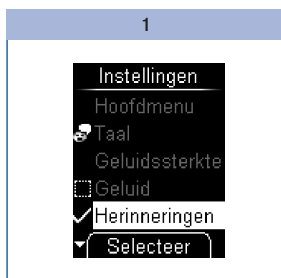 1
Instellingen
Hoofdmenu
Taal
Geluidssterkte
Geluid
Herinneringen
Selecteer